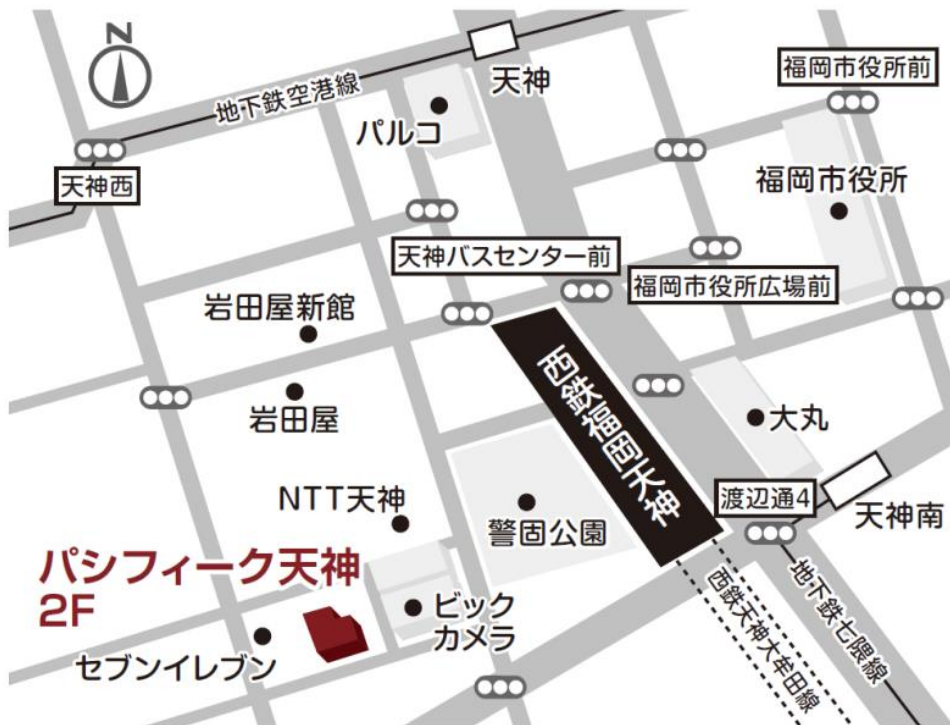 N
天神
福岡市役所前
地下鉄空港線
パルコ
天神西
福岡市役所
天神バスセンター前
福岡市役所広場前
岩田屋新館
西鉄福岡天神
岩田屋
大丸
NTT天神
渡辺通4
警固公園
天神南
パシフィーク天神
2F
ビック
カメラ
セブンイレブン
西鉄天神大牟田線
地下鉄七隈線